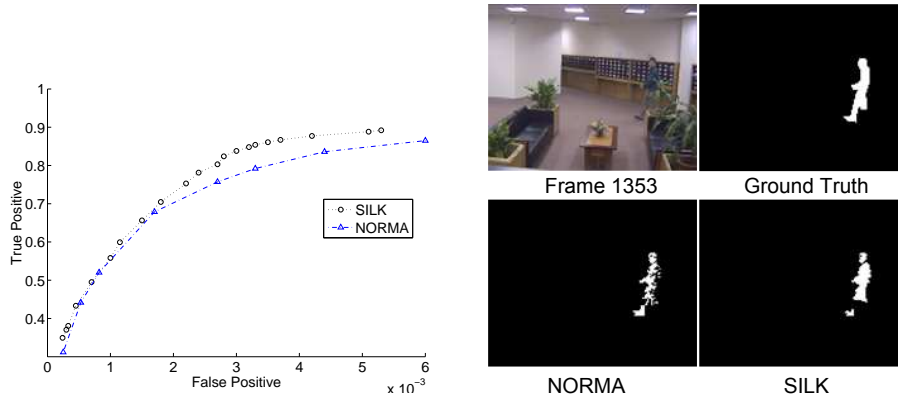 1
0.9
0.8
0.7
0.6
0.5
0.4
True Positive
0 1 2 3 4 5 6
False Positive
x 10⁻³
SILK
NORMA
Frame 1353
Ground Truth
NORMA
SILK